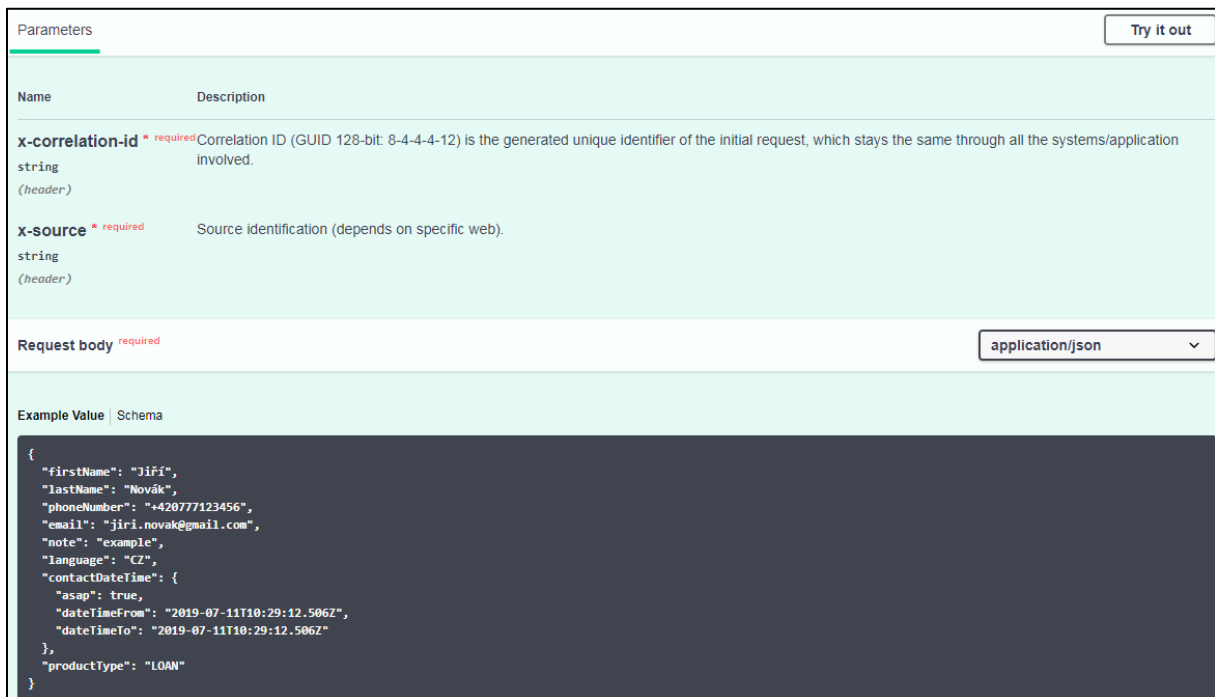 Parameters
Try it out
Name Description
x-correlation-id * required Correlation ID (GUID 128-bit: 8-4-4-4-12) is the generated unique identifier of the initial request, which stays the same through all the systems/application
string involved.
(header)
x-source * required Source identification (depends on specific web).
string
(header)
Request body required
application/json
Example Value Schema
{
"firstName": "Jiří",
"lastName": "Novák",
"phoneNumber": "+420777123456",
"email": "jiri.novak@gmail.com",
"note": "example",
"language": "CZ",
"contactDateTime": {
"asap": true,
"dateTimeFrom": "2019-07-11T10:29:12.506Z",
"dateTimeTo": "2019-07-11T10:29:12.506Z"
},
"productType": "LOAN"
}